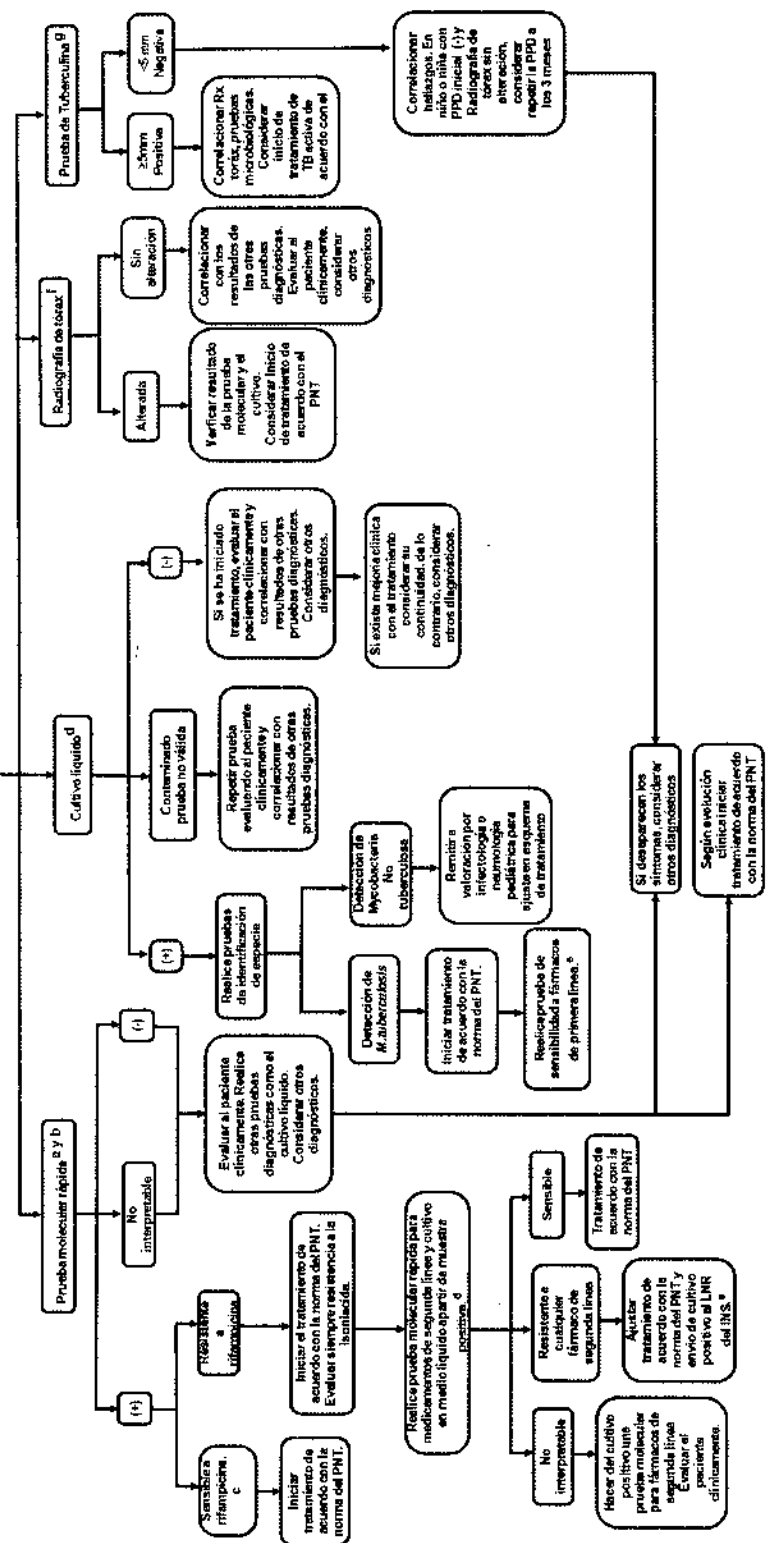 Prueba molecular rápida a y b
(+)
Sensible a
rifampicina.
c
Iniciar
tratamiento de
acuerdo con la
norma del PNT.
Resistente
a
rifampicina
Iniciar el tratamiento de
acuerdo con la norma del PNT.
Evaluar siempre resistencia a la
isoniacida.
Realice prueba molecular rápida para
medicamentos de segunda línea y cultivo
en medio líquido apartir de muestra
positiva. d
No
interpretable
Hacer del cultivo
positivo una
prueba molecular
para fármacos de
segunda línea
Evaluar el
paciente
clínicamente.
Resistente a
cualquier
fármaco de
segunda línea
Ajustar
tratamiento de
acuerdo con la
norma del PNT y
envío de cultivo
positivo al LNR
del INS. e
Sensible
Tratamiento de
acuerdo con la
norma del PNT
No
interpretable
(-)
Evaluar al paciente
clínicamente. Realice
otras pruebas
diagnósticas como el
cultivo líquido.
Considerar otros
diagnósticos.
Cultivo líquido d
(+)
Realice pruebas
de identificación
de especie
Detección de
M. tuberculosis
Iniciar tratamiento
de acuerdo con la
norma del PNT.
Realice prueba de
sensibilidad a fármacos
de primera línea. e
Detección de
Mycobacteria
No
tuberculosa
Remitir a
valoración por
infectología o
neumología
pediátrica para
ajuste en esquema
de tratamiento
Contaminado
prueba no válida
Repetir prueba
evaluando al paciente
clínicamente y
correlacionar con
resultados de otras
pruebas diagnósticas.
(-)
Si se ha iniciado
tratamiento, evaluar el
paciente clínicamente y
correlacionar con
resultados de otras
pruebas diagnósticas.
Considerar otros
diagnósticos.
Si exista mejoria clínica
con el tratamiento
considerar su
continuidad, de lo
contrario, considerar
otros diagnósticos.
Radiografía de tórax f
Alterada
Verificar resultado
de la prueba
molecular y el
cultivo.
Considerar Inicio
de tratamiento de
acuerdo con el
PNT
Sin
alteración
Correlacionar
con los
resultados de
las otras
pruebas
diagnósticas.
Evaluar al
paciente
clínicamente,
considerar
otros
diagnósticos
Prueba de Tuberculina g
≥5mm
Positiva
Correlacionar Rx
torax, pruebas
microbiológicas.
Considerar
inicio de
tratamiento de
TB activa de
acuerdo con el
<5 mm
Negativa
Correlacionar
hallazgos. En
niño o niña con
PPD inicial (-) y
Radiografía de
torax sin
alteración,
considerar
repetir la PPD a
los 3 meses
Si desaparecen los
síntomas, considerar
otros diagnósticos
Según evolución
clínica iniciar
tratamiento de acuerdo
con la norma del PNT